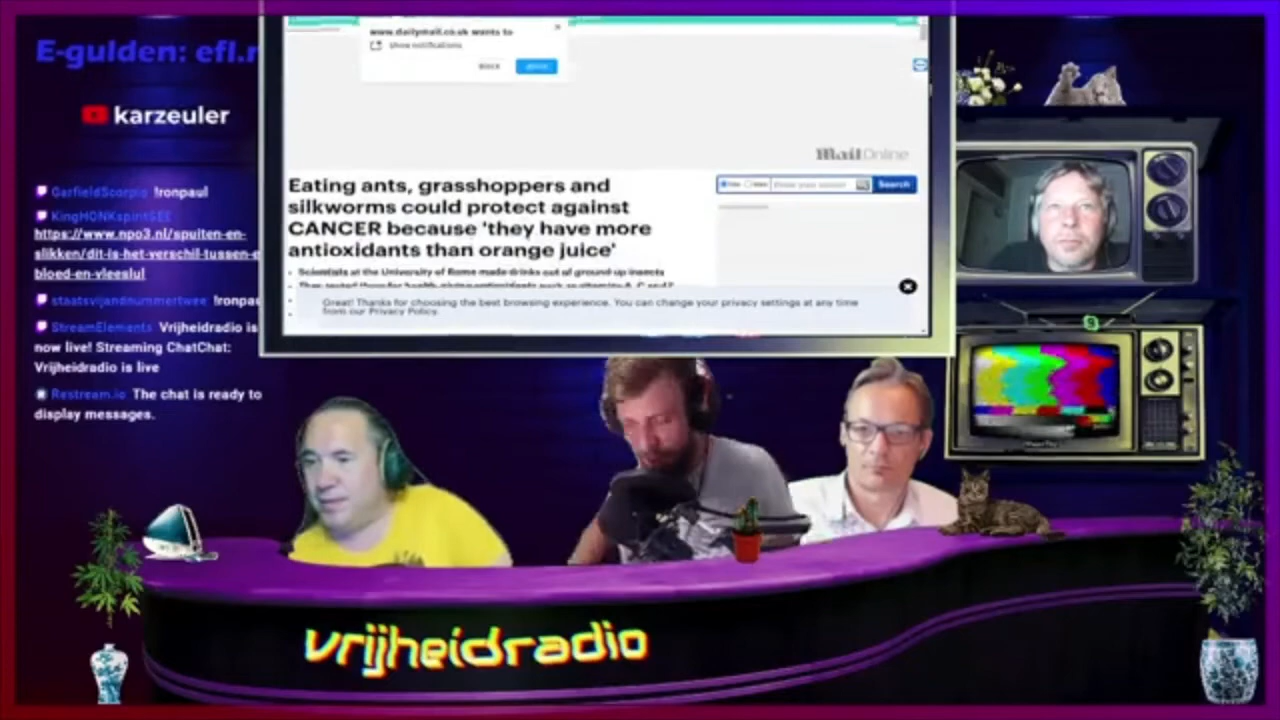 E-gulden: efl.
karzeuler
GarfieldScorpio !ronpaul
KingHONKspiritSEE
https://www.npo3.nl/spuiten-en-
slikken/dit-is-het-verschil-tussen-e
bloed-en-vleeslul
staatsvijandnummertwee !ronpau
StreamElements Vrijheidradio is
now live! Streaming ChatChat:
Vrijheidradio is live
Restream.io The chat is ready to
display messages.
www.dailymail.co.uk wants to
Show notifications
Block
MailOnline
Search
Eating ants, grasshoppers and
silkworms could protect against
CANCER because 'they have more
antioxidants than orange juice'
Scientists at the University of Rome made drinks out of ground-up insects
Great! Thanks for choosing the best browsing experience. You can change your privacy settings at any time
from our Privacy Policy.
vrijheidradio